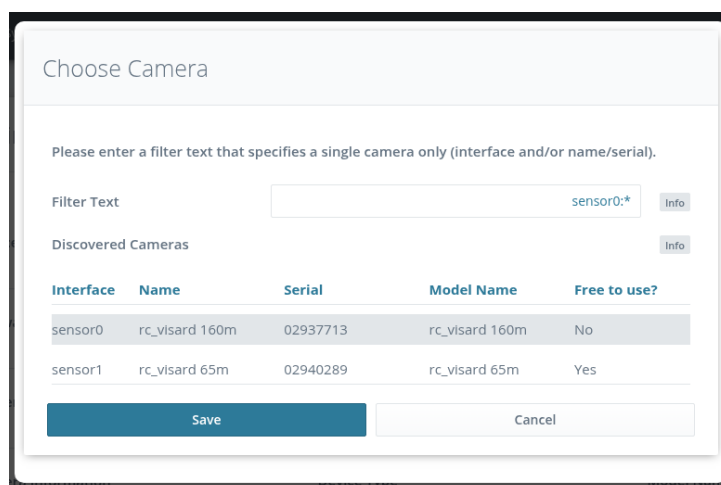 Choose Camera
Please enter a filter text that specifies a single camera only (interface and/or name/serial).
Filter Text sensor0:* Info
Discovered Cameras Info
Interface Name Serial Model Name Free to use?
sensor0 rc_visard 160m 02937713 rc_visard 160m No
sensor1 rc_visard 65m 02940289 rc_visard 65m Yes
Save Cancel